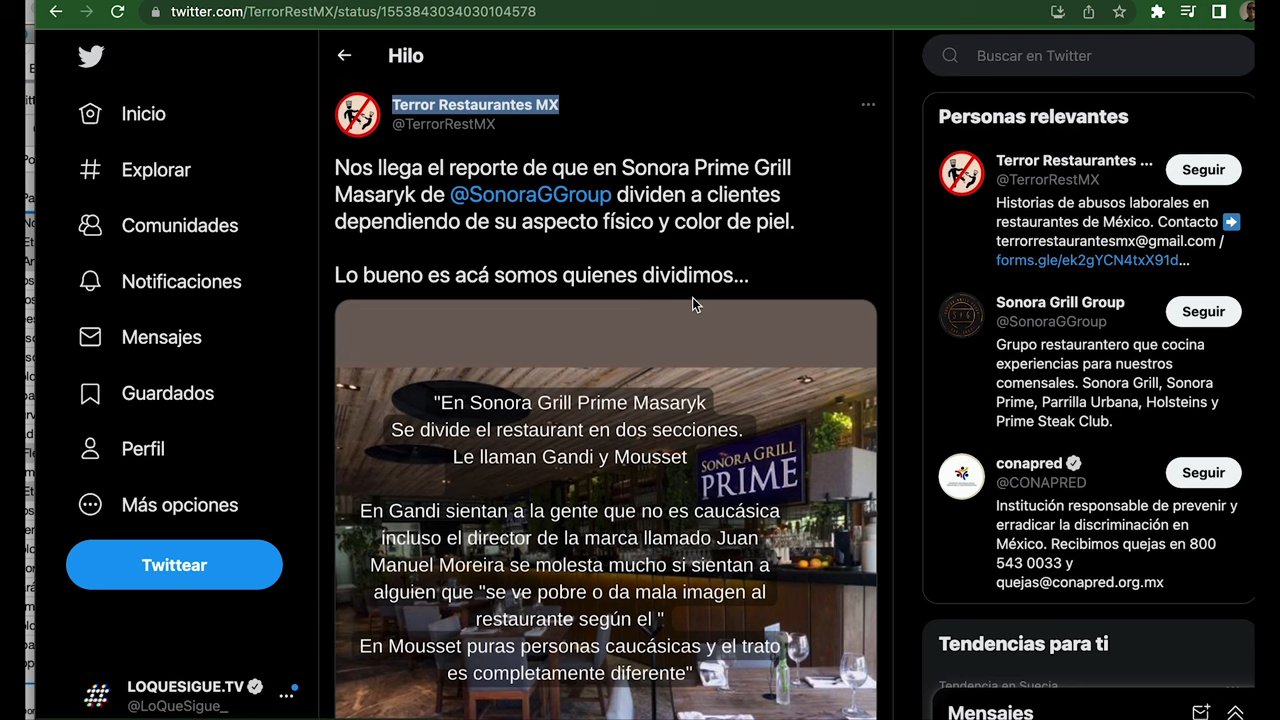 twitter.com/TerrorRestMX/status/1553843034030104578
Inicio
Explorar
Comunidades
Notificaciones
Mensajes
Guardados
Perfil
Más opciones
Twittear
LOQUESIGUE.TV
@LoQueSigue_
Hilo
Terror Restaurantes MX
@TerrorRestMX
Nos llega el reporte de que en Sonora Prime Grill
Masaryk de @SonoraGGroup dividen a clientes
dependiendo de su aspecto físico y color de piel.
Lo bueno es acá somos quienes dividimos...
"En Sonora Grill Prime Masaryk
Se divide el restaurant en dos secciones.
Le llaman Gandi y Mousset
SONORA GRILL
PRIME
En Gandi sientan a la gente que no es caucásica
incluso el director de la marca llamado Juan
Manuel Moreira se molesta mucho si sientan a
alguien que "se ve pobre o da mala imagen al
restaurante según el "
En Mousset puras personas caucásicas y el trato
es completamente diferente"
Buscar en Twitter
Personas relevantes
Terror Restaurantes ...
@TerrorRestMX
Seguir
Historias de abusos laborales en
restaurantes de México. Contacto
terrorrestaurantesmx@gmail.com /
forms.gle/ek2gYCN4txX91d...
Sonora Grill Group
@SonoraGGroup
Seguir
Grupo restaurantero que cocina
experiencias para nuestros
comensales. Sonora Grill, Sonora
Prime, Parrilla Urbana, Holsteins y
Prime Steak Club.
conapred
@CONAPRED
Seguir
Institución responsable de prevenir y
erradicar la discriminación en
México. Recibimos quejas en 800
543 0033 y
quejas@conapred.org.mx
Tendencias para ti
Tendencia en Suecia
Mensajes